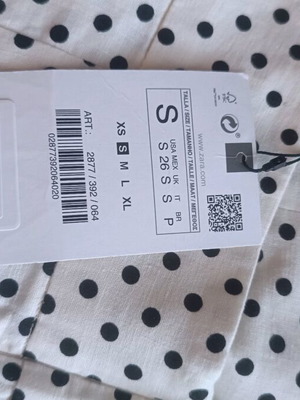 www.zara.com
TALLA / SIZE / TAMANHO / TAILLE / MAAT / MEГЕЖДЕ
S
USA MEX UK IT BR
S 26 S S P
XS S M L XL
ART.: 2877 / 392 / 064
02877392064020